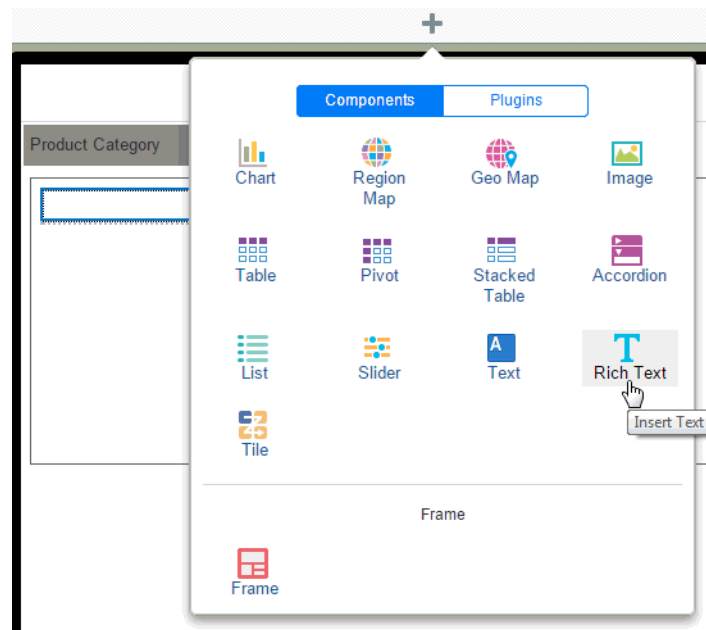 Components Plugins
Product Category
Chart Region Map Geo Map Image
Table Pivot Stacked Table Accordion
List Slider A Text T Rich Text
Insert Text
Tile
Frame
Frame